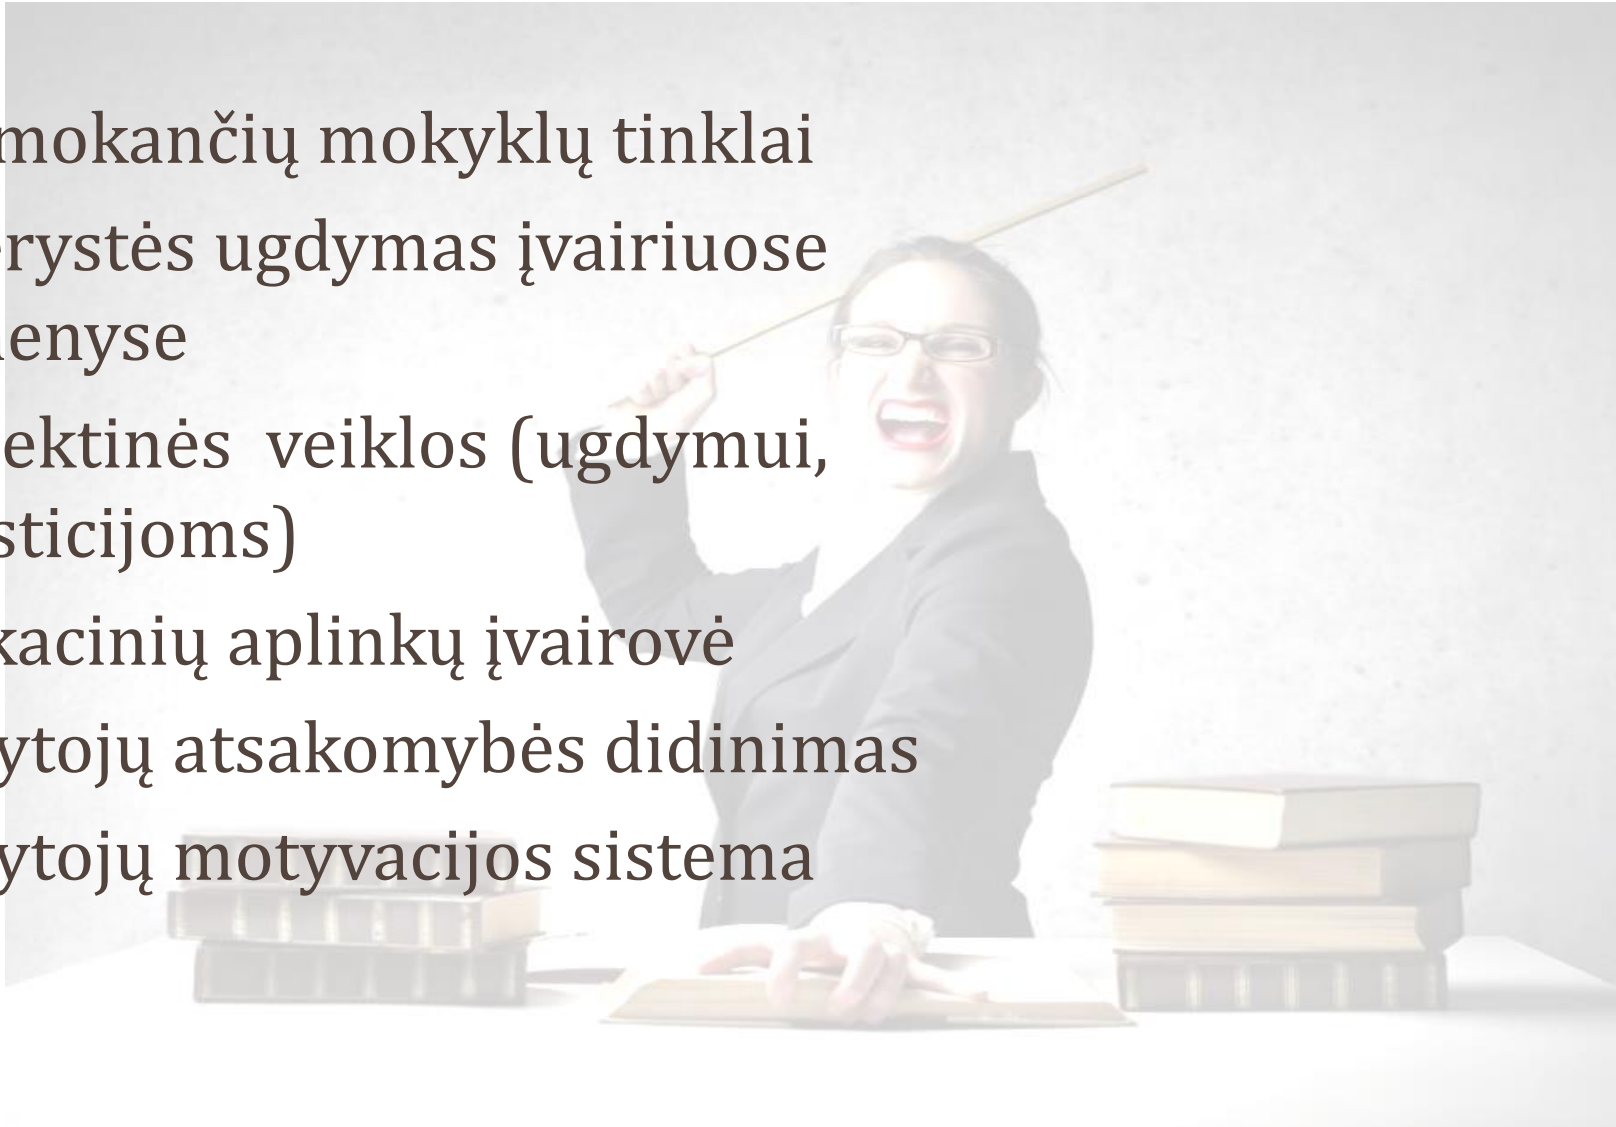 mokančių mokyklų tinklai
rystės ugdymas įvairiuose
enyse
ektinės veiklos (ugdymui,
sticijoms)
kacinių aplinkų įvairovė
ytojų atsakomybės didinimas
ytojų motyvacijos sistema